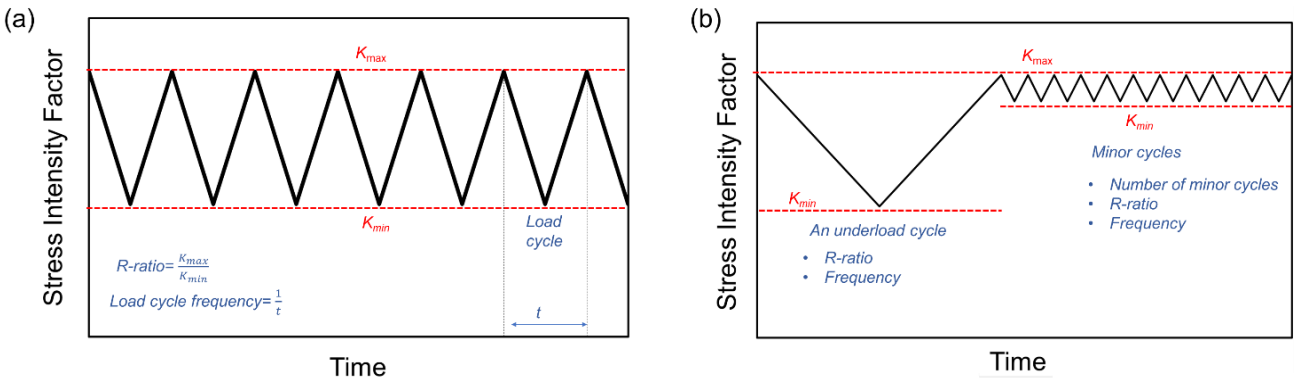 (a)
Stress Intensity Factor
Kmax
Kmin
Load
cycle
R-ratio= Kmax/Kmin
Load cycle frequency= 1/t
t
Time
(b)
Stress Intensity Factor
Kmax
Kmin
Minor cycles
• Number of minor cycles
• R-ratio
• Frequency
Kmin
An underload cycle
• R-ratio
• Frequency
Time